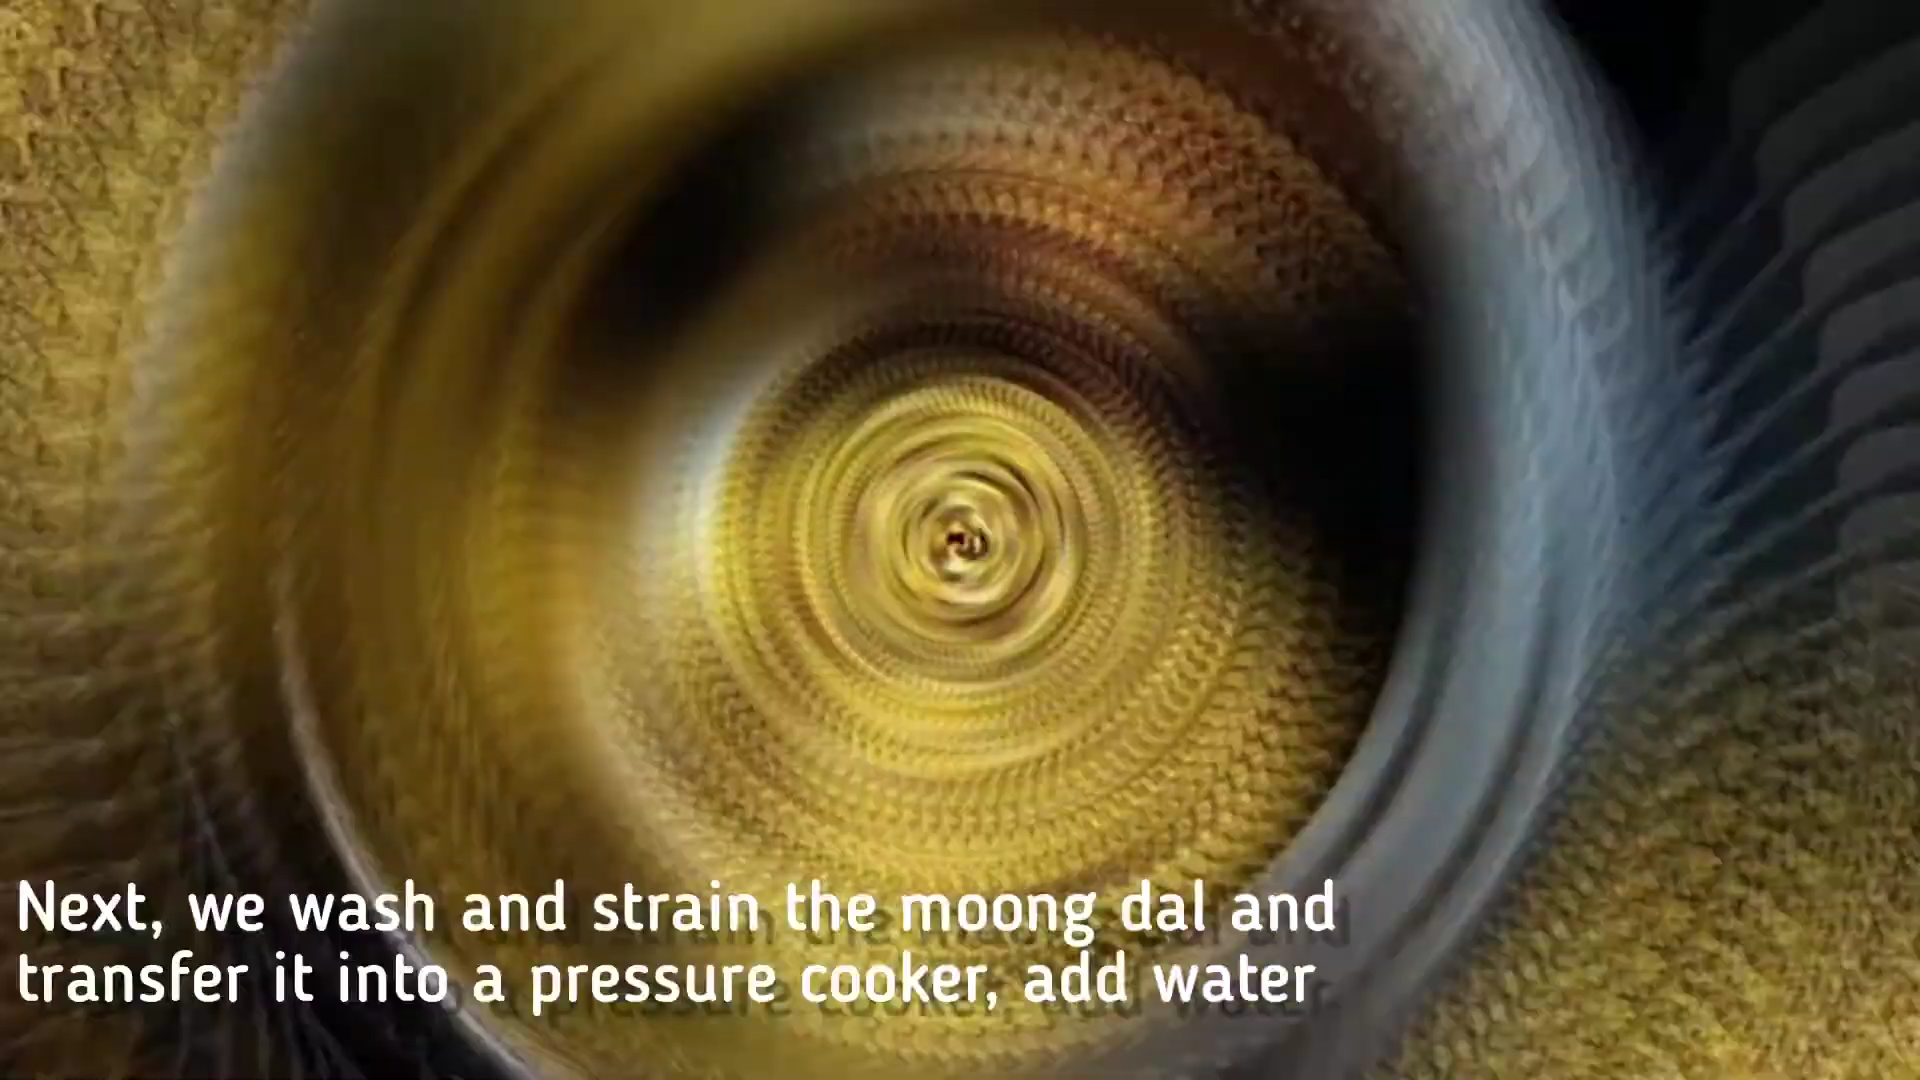 Next, we wash and strain the moong dal and
transfer it into a pressure cooker, add water